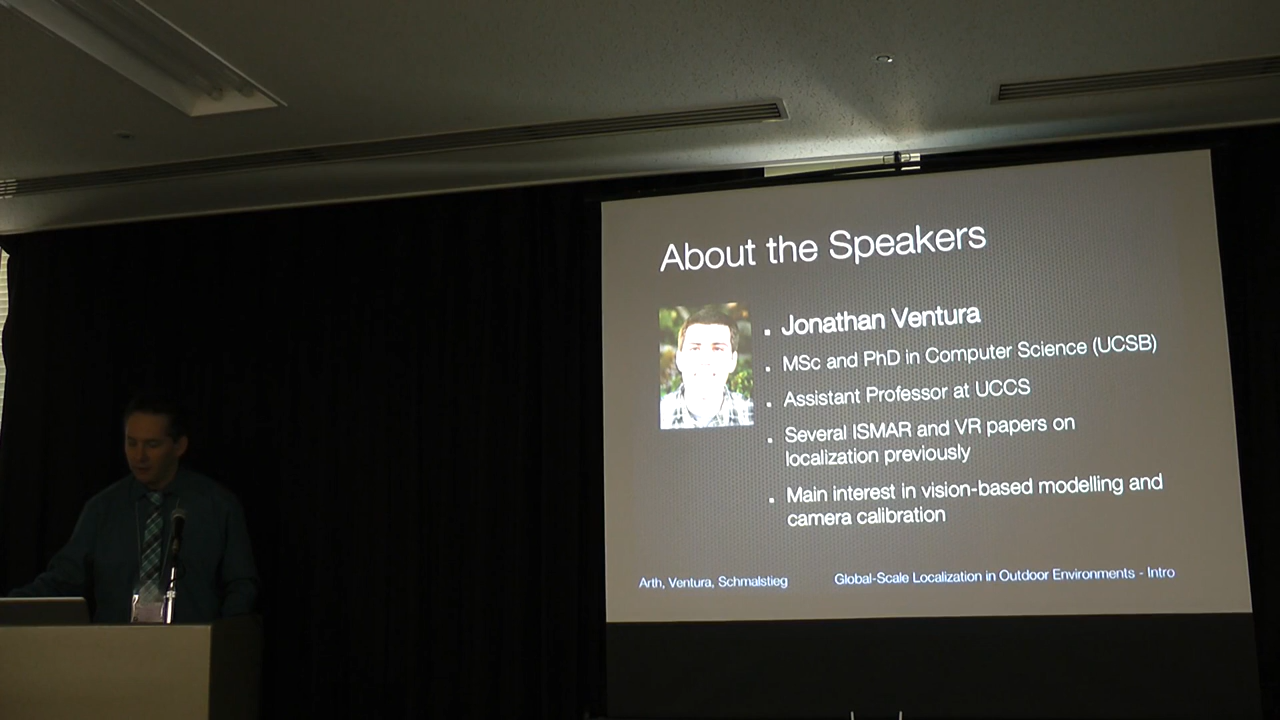 About the Speakers
Jonathan Ventura
MSc and PhD in Computer Science (UCSB)
Assistant Professor at UCCS
Several ISMAR and VR papers on
localization previously
Main interest in vision-based modelling and
camera calibration
Arth, Ventura, Schmalstieg
Global-Scale Localization in Outdoor Environments - Intro